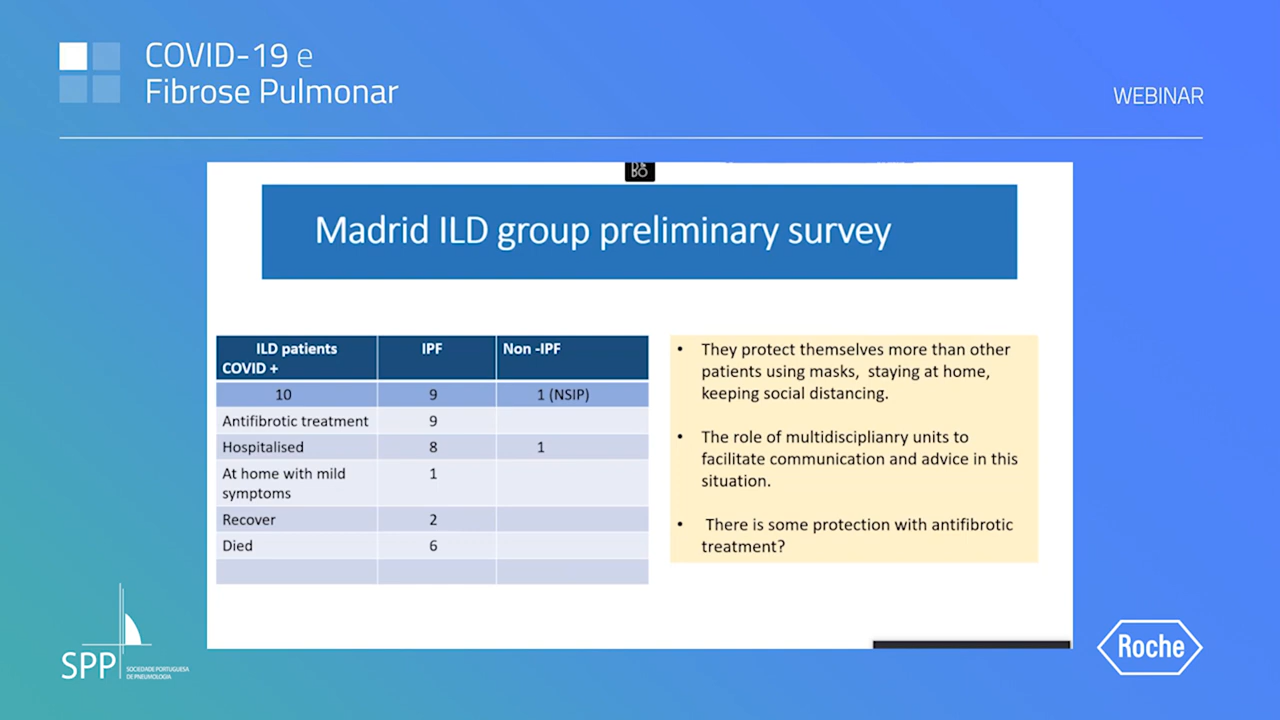 COVID-19 e
Fibrose Pulmonar
WEBINAR
Madrid ILD group preliminary survey
ILD patients
COVID +
IPF
Non -IPF
10
9
1 (NSIP)
Antifibrotic treatment
9
Hospitalised
8
1
At home with mild
symptoms
1
Recover
2
Died
6
• They protect themselves more than other
patients using masks, staying at home,
keeping social distancing.
• The role of multidisciplianry units to
facilitate communication and advice in this
situation.
• There is some protection with antifibrotic
treatment?
SPP
SOCIEDADE PORTUGUESA
DE PNEUMOLOGIA
Roche